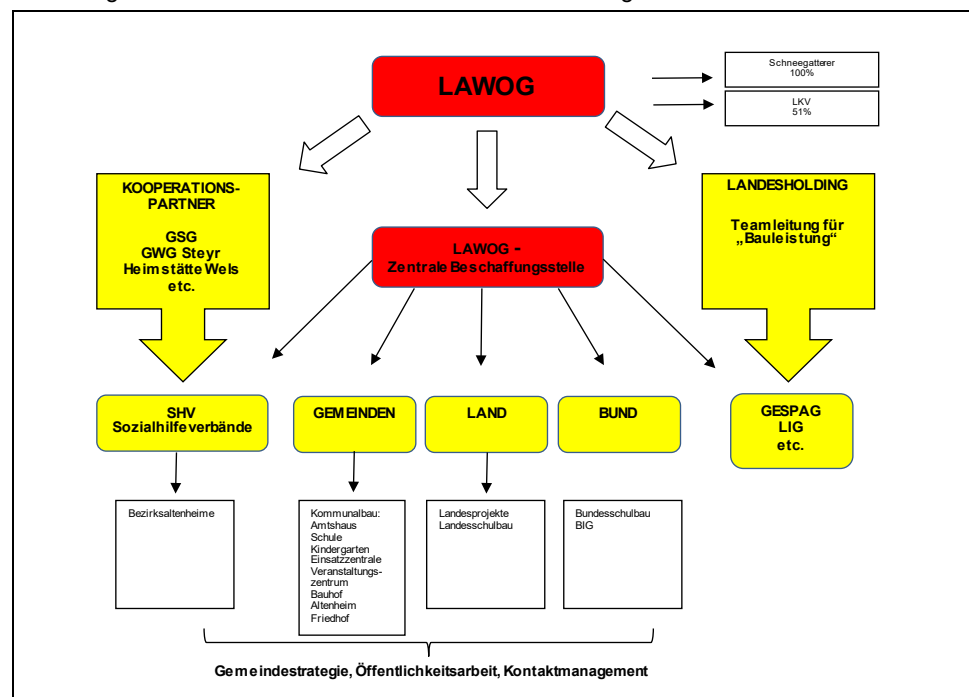 LAWOG
Schneegatterer
100%
LKV
51%
KOOPERATIONS-
PARTNER
GSG
GWG Steyr
Heimstätte Wels
etc.
LANDESHOLDING
Teamleitung für
„Bauleistung“
LAWOG -
Zentrale Beschaffungsstelle
SHV
Sozialhilfeverbände
GEMEINDEN
LAND
BUND
GESPAG
LIG
etc.
Bezirksaltenheime
Kommunalbau:
Amtshaus
Schule
Kindergarten
Einsatzzentrale
Veranstaltungs-
zentrum
Bauhof
Altenheim
Friedhof
Landesprojekte
Landesschulbau
Bundesschulbau
BIG
Gemeindestrategie, Öffentlichkeitsarbeit, Kontaktmanagement